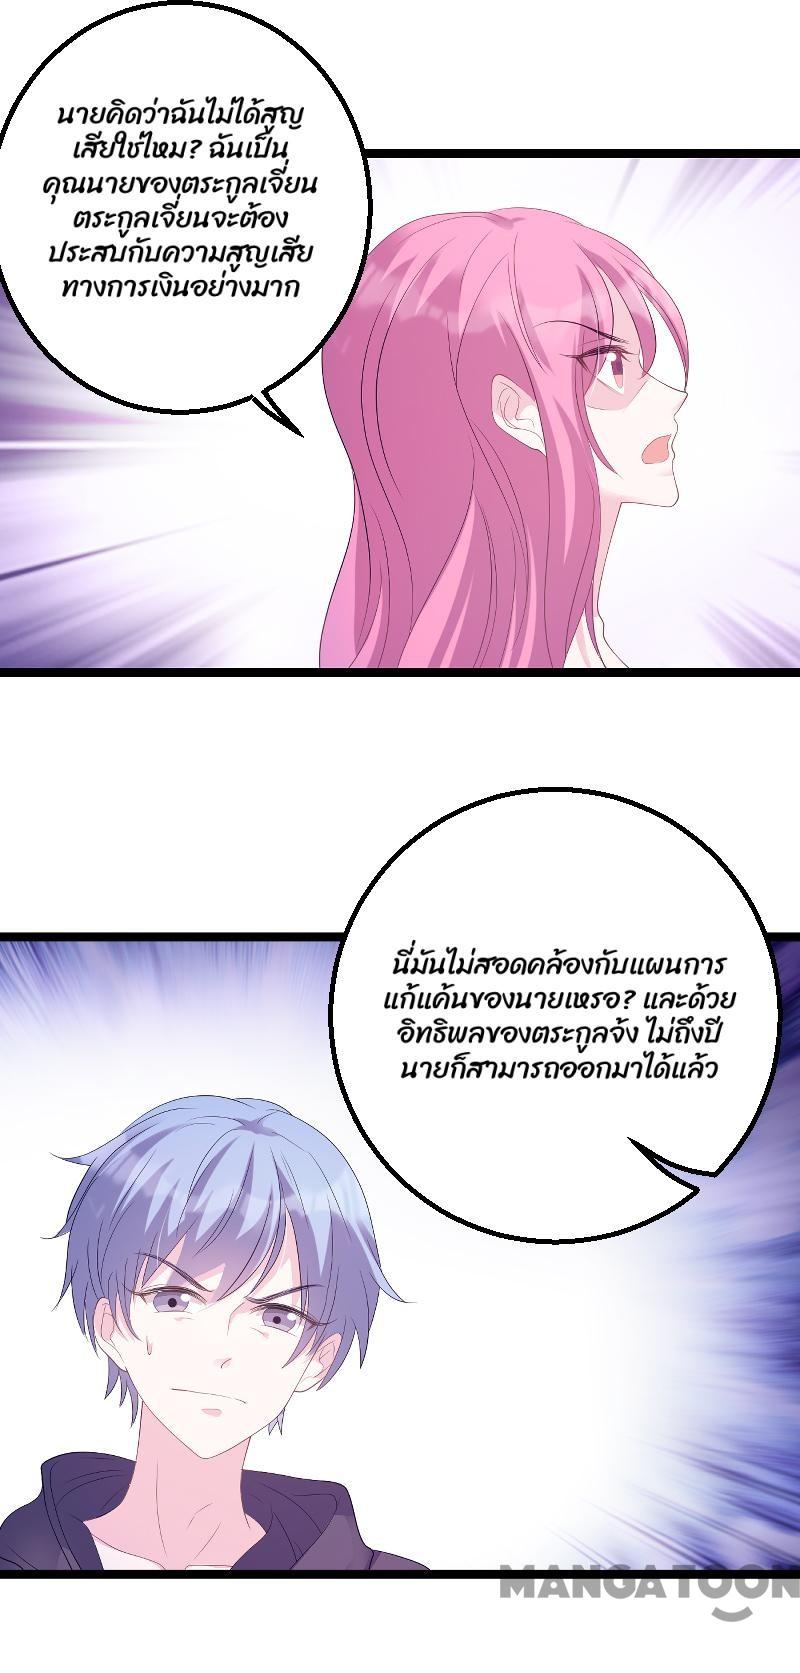 นายคิดว่าฉันไม่ได้สูญ
เสียใช่ไหม? ฉันเป็น
คุณนายของตระกูลเจี่ยน
ตระกูลเจี่ยนจะต้อง
ประสบกับความสูญเสีย
ทางการเงินอย่างมาก
นี่มันไม่สอดคล้องกับแผนการ
แก้แค้นของนายเหรอ? และด้วย
อิทธิพลของตระกูลจ้ง ไม่ถึงปี
นายก็สามารถออกมาได้แล้ว
MANGATOON